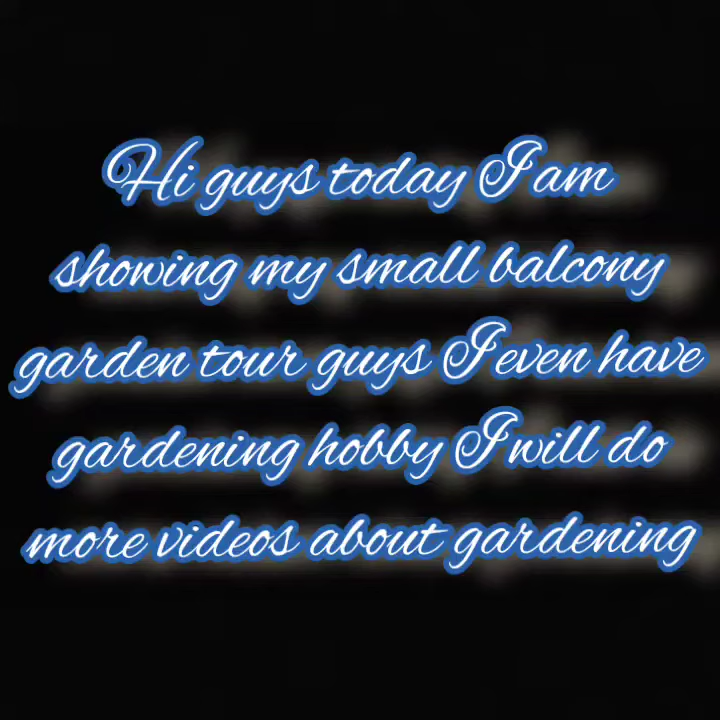 Hi guys today I am
showing my small balcony
garden tour guys I even have
gardening hobby I will do
more videos about gardening